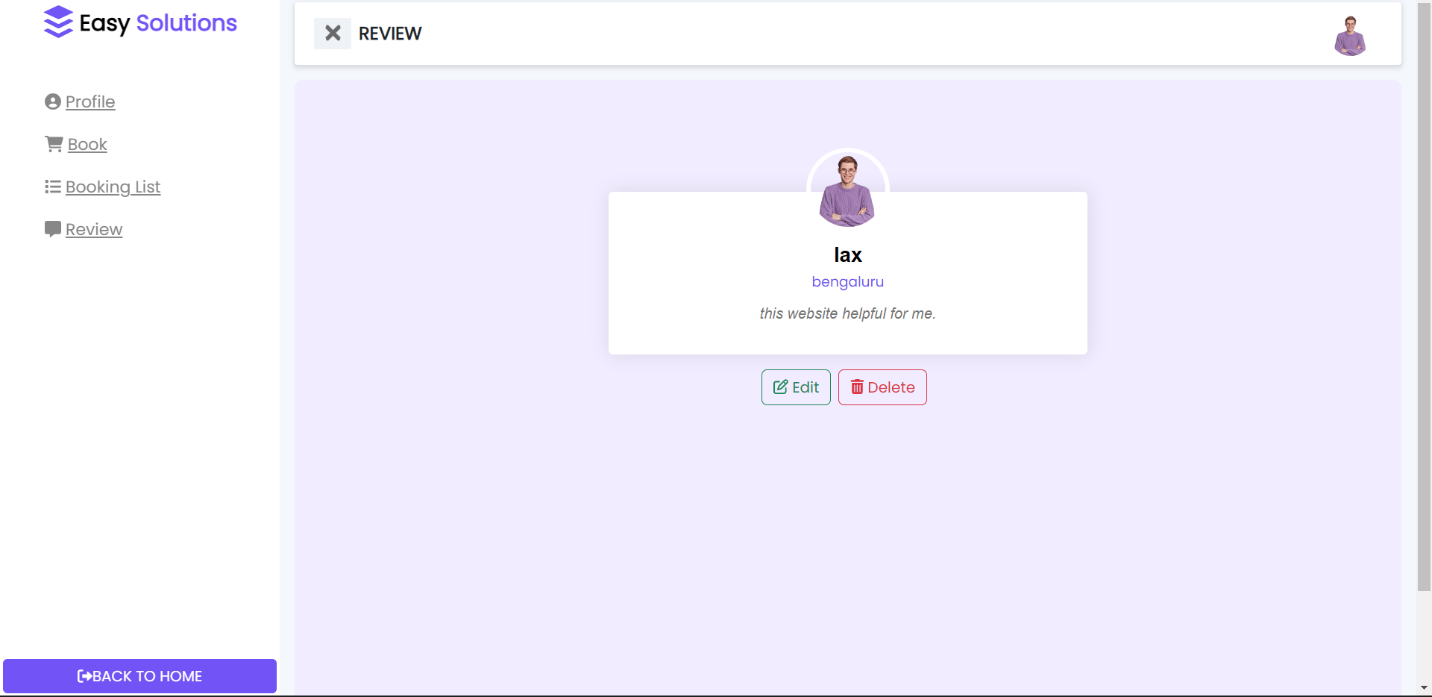 Easy Solutions
REVIEW
Profile
Book
Booking List
Review
lax
bengaluru
this website helpful for me.
Edit
Delete
BACK TO HOME